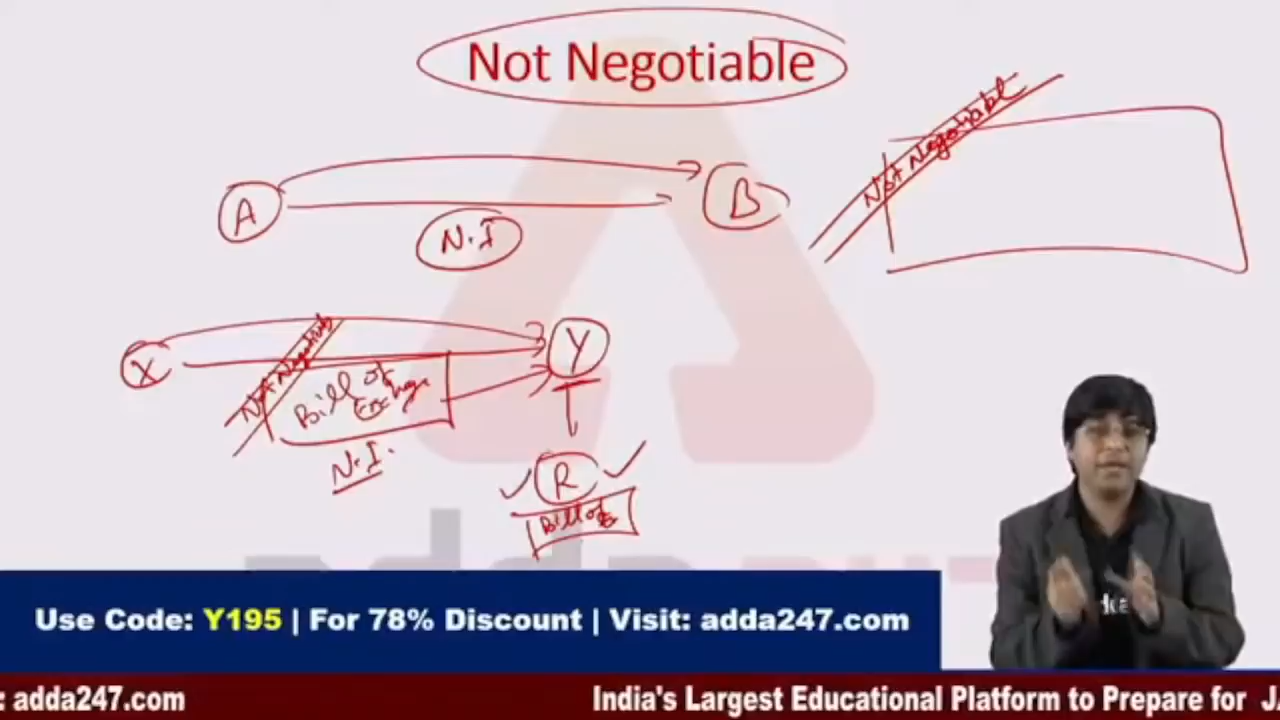 Not Negotiable
Not Negotiable
A
B
N.I
X
Not Negotiable
Bill of
Exchange
Y
N.I.
R
Bill of E
Use Code: Y195 | For 78% Discount | Visit: adda247.com
: adda247.com
India's Largest Educational Platform to Prepare for J